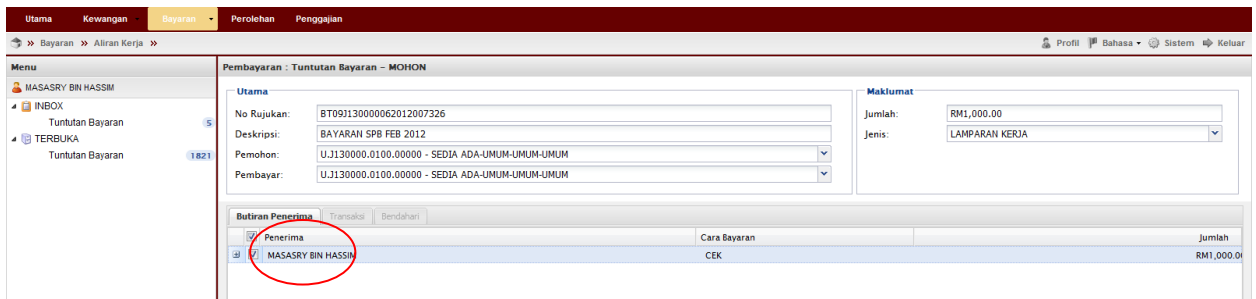 Utama Kewangan Bayaran Perolehan Penggajian
» Bayaran » Aliran Kerja » Profil Bahasa Sistem Keluar
Menu
MASASRY BIN HASSIM
INBOX
Tuntutan Bayaran 5
TERBUKA
Tuntutan Bayaran 1821
Pembayaran : Tuntutan Bayaran - MOHON
Utama
No Rujukan: BT09J130000062012007326
Deskripsi: BAYARAN SPB FEB 2012
Pemohon: U.J130000.0100.00000 - SEDIA ADA-UMUM-UMUM-UMUM
Pembayar: U.J130000.0100.00000 - SEDIA ADA-UMUM-UMUM-UMUM
Maklumat
Jumlah: RM1,000.00
Jenis: LAMPARAN KERJA
Butiran Penerima Transaksi Bendahari
Penerima Cara Bayaran Jumlah
MASASRY BIN HASSIM CEK RM1,000.00